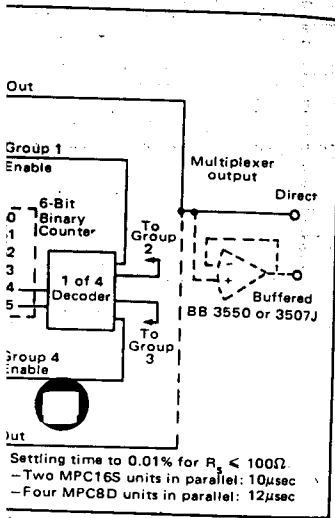 Out
Group 1
Enable
Multiplexer
output
Direct
6-Bit
Binary
Counter
0
1
2
3
4
5
To
Group
2
1 of 4
Decoder
-
+
Buffered
BB 3550 or 3507J
To
Group
3
Group 4
Enable
Out
Settling time to 0.01% for Rs ⩽ 100Ω
–Two MPC16S units in parallel: 10μsec
–Four MPC8D units in parallel: 12μsec